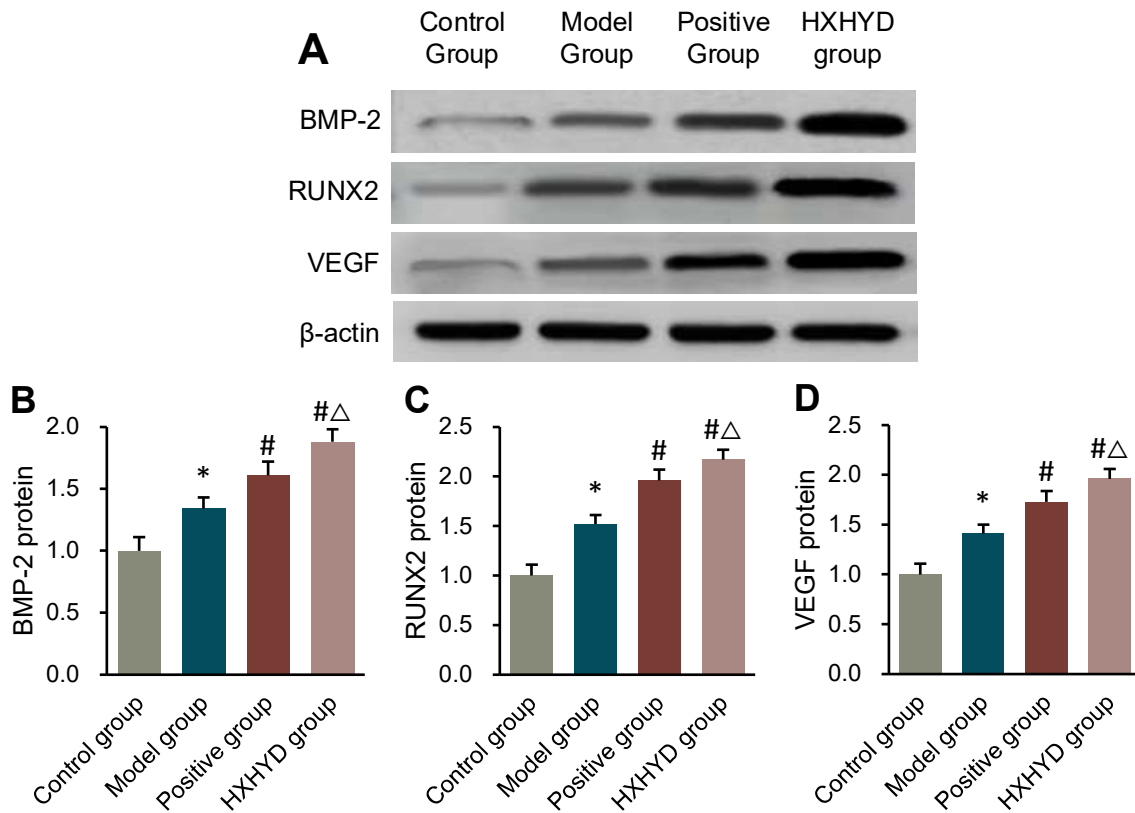 A
Control
Group
Model
Group
Positive
Group
HXHYD
group
BMP-2
RUNX2
VEGF
β-actin
B
BMP-2 protein
2.0
1.5
1.0
0.5
0.0
*
#
#△
Control group
Model group
Positive group
HXHYD group
C
RUNX2 protein
2.5
2.0
1.5
1.0
0.5
0.0
*
#
#△
Control group
Model group
Positive group
HXHYD group
D
VEGF protein
2.5
2.0
1.5
1.0
0.5
0.0
*
#
#△
Control group
Model group
Positive group
HXHYD group